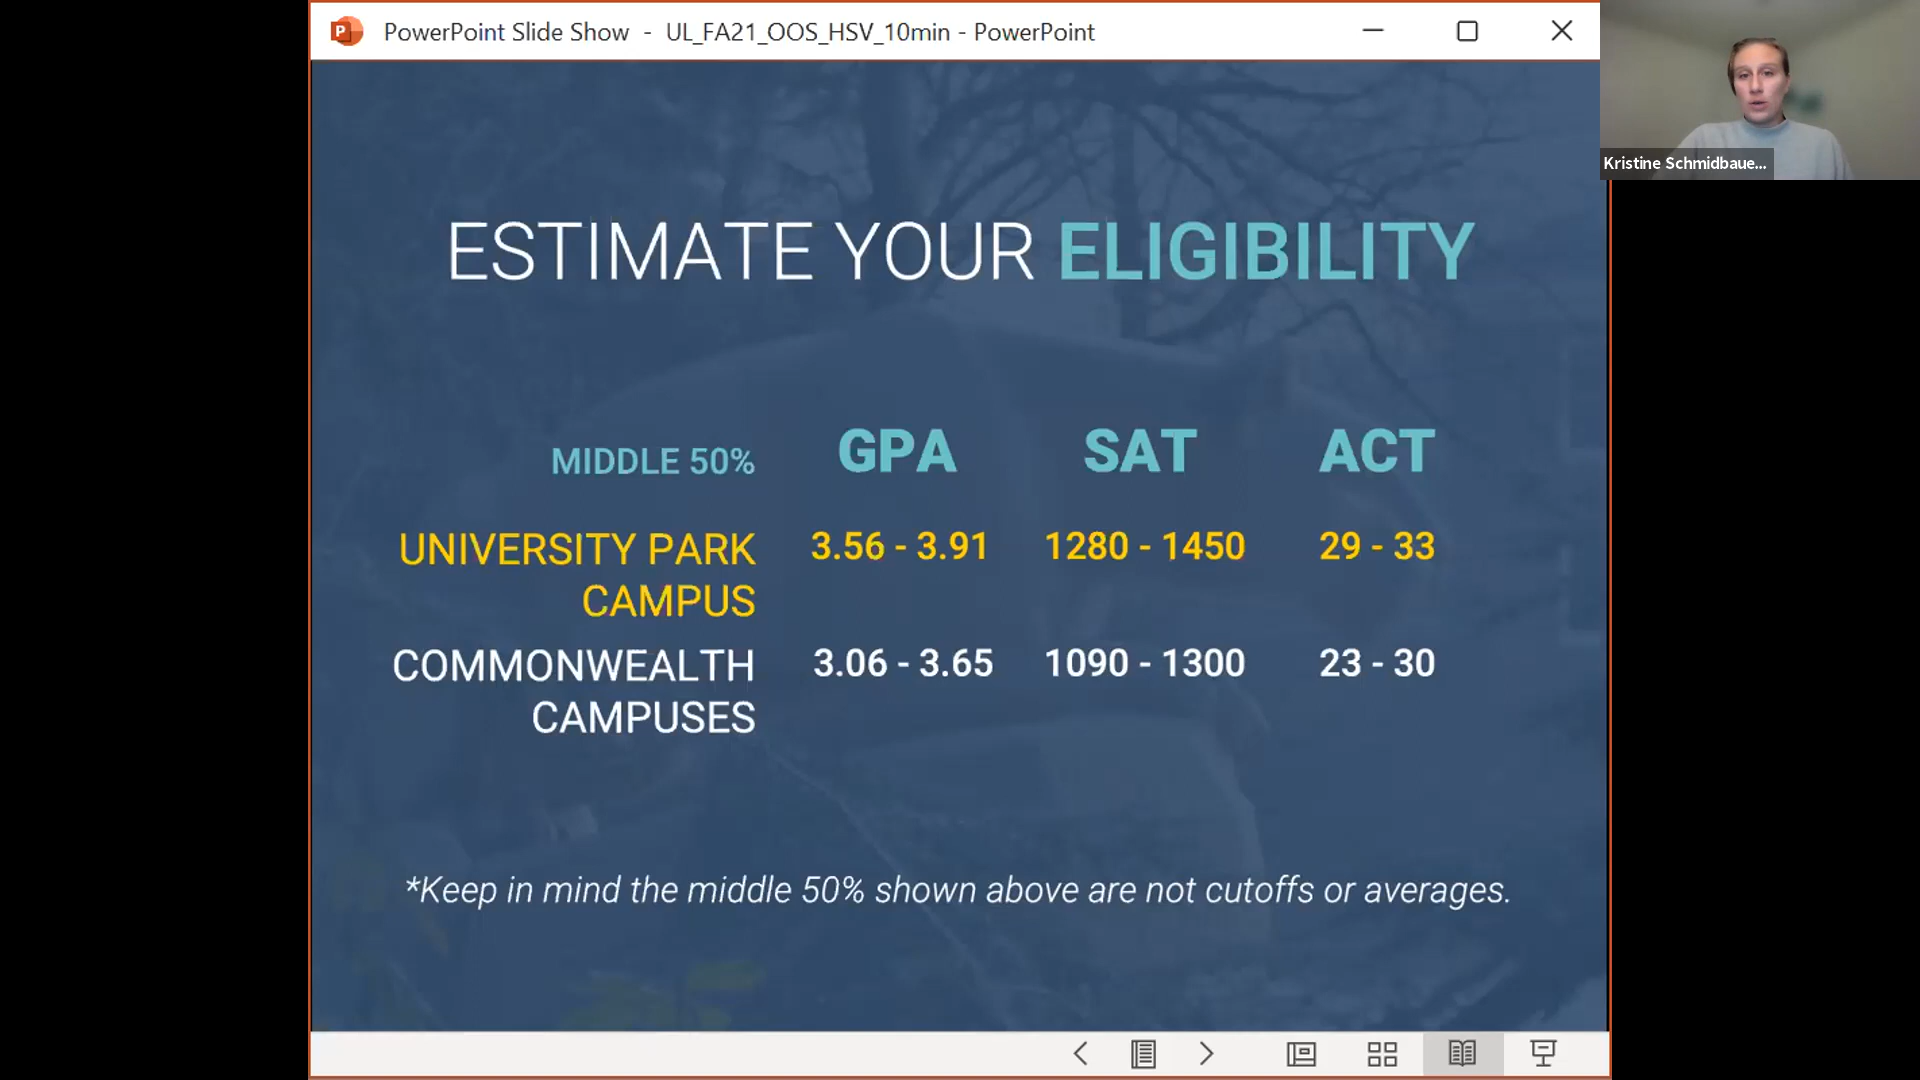 PowerPoint Slide Show - UL_FA21_OOS_HSV_10min - PowerPoint
Kristine Schmidbaue...
ESTIMATE YOUR ELIGIBILITY
MIDDLE 50% GPA SAT ACT
UNIVERSITY PARK 3.56 - 3.91 1280 - 1450 29 - 33
CAMPUS
COMMONWEALTH 3.06 - 3.65 1090 - 1300 23 - 30
CAMPUSES
*Keep in mind the middle 50% shown above are not cutoffs or averages.